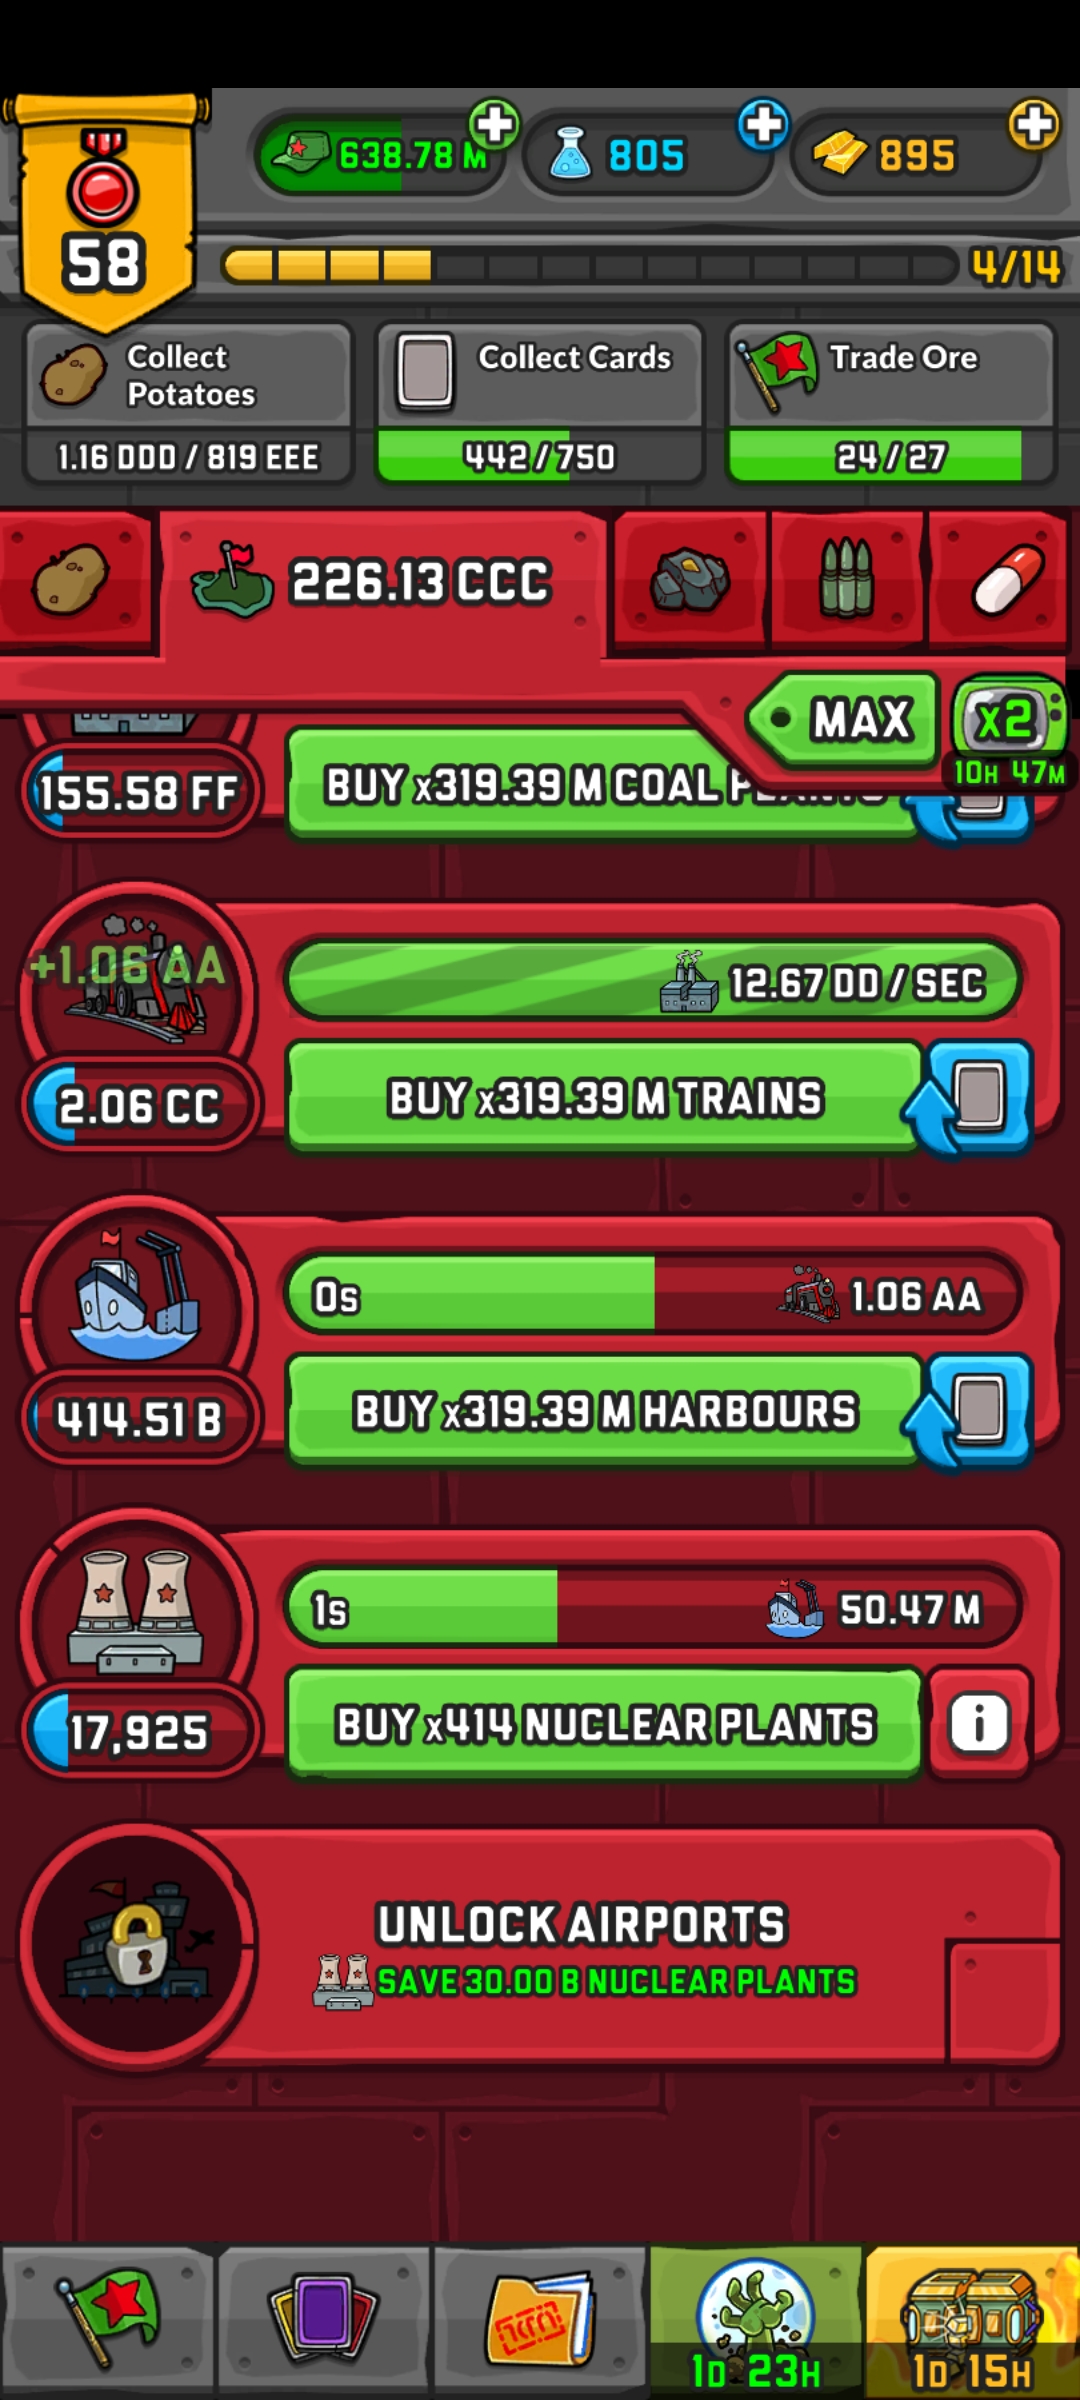 638.78 M
805
895
58
4/14
Collect
Potatoes
Collect Cards
Trade Ore
1.16 DDD / 819 EEE
442/750
24/27
226.13 CCC
MAX
x2
10H 47M
155.58 FF
BUY x319.39 M COAL PLANTS
+1.06 AA
12.67 DD / SEC
2.06 CC
BUY x319.39 M TRAINS
0s
1.06 AA
414.51 B
BUY x319.39 M HARBOURS
1s
50.47 M
17,925
BUY x414 NUCLEAR PLANTS
i
UNLOCK AIRPORTS
SAVE 30.00 B NUCLEAR PLANTS
1D 23H
1D 15H